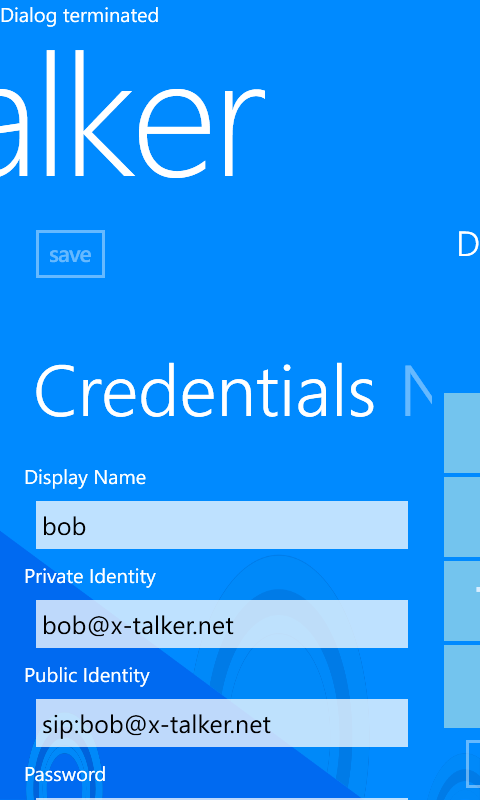 Dialog terminated
alker
save
D
Credentials N
Display Name
bob
Private Identity
bob@x-talker.net
Public Identity
sip:bob@x-talker.net
Password